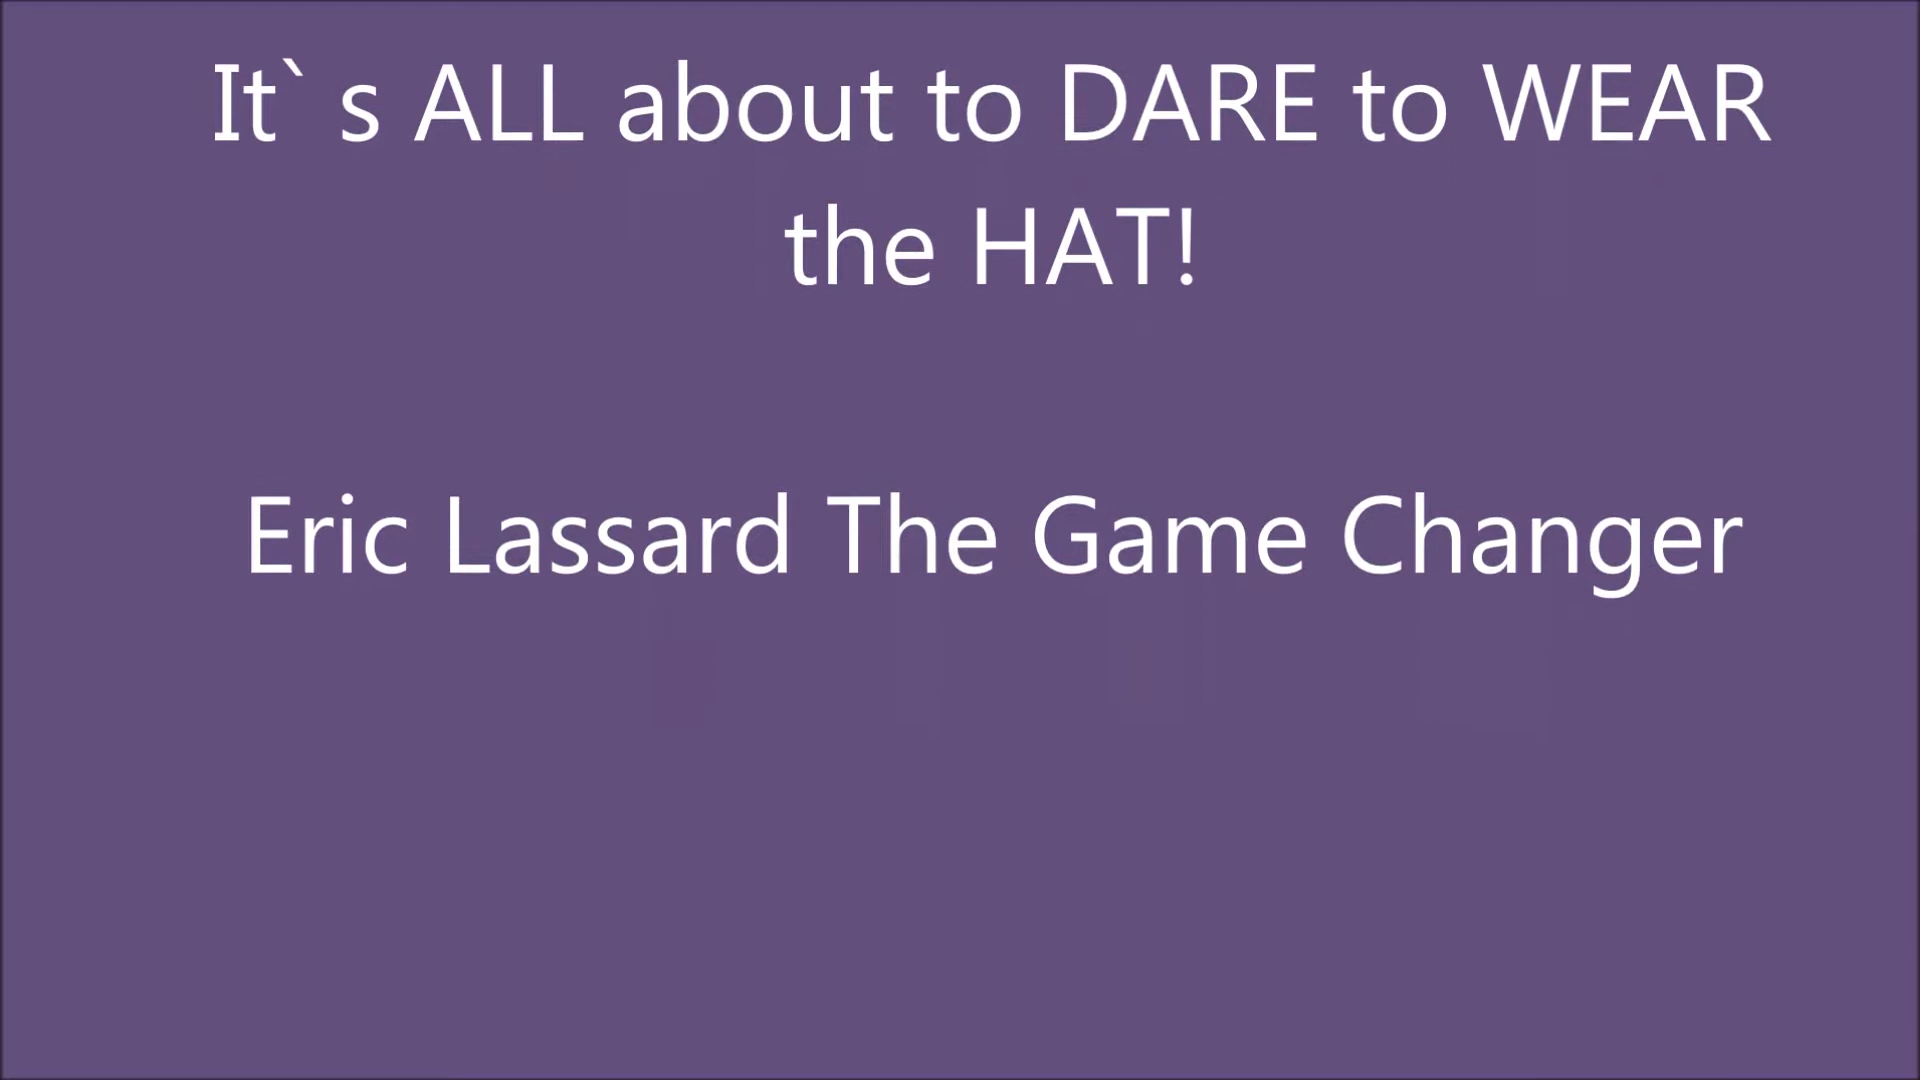 It` s ALL about to DARE to WEAR
the HAT!
Eric Lassard The Game Changer